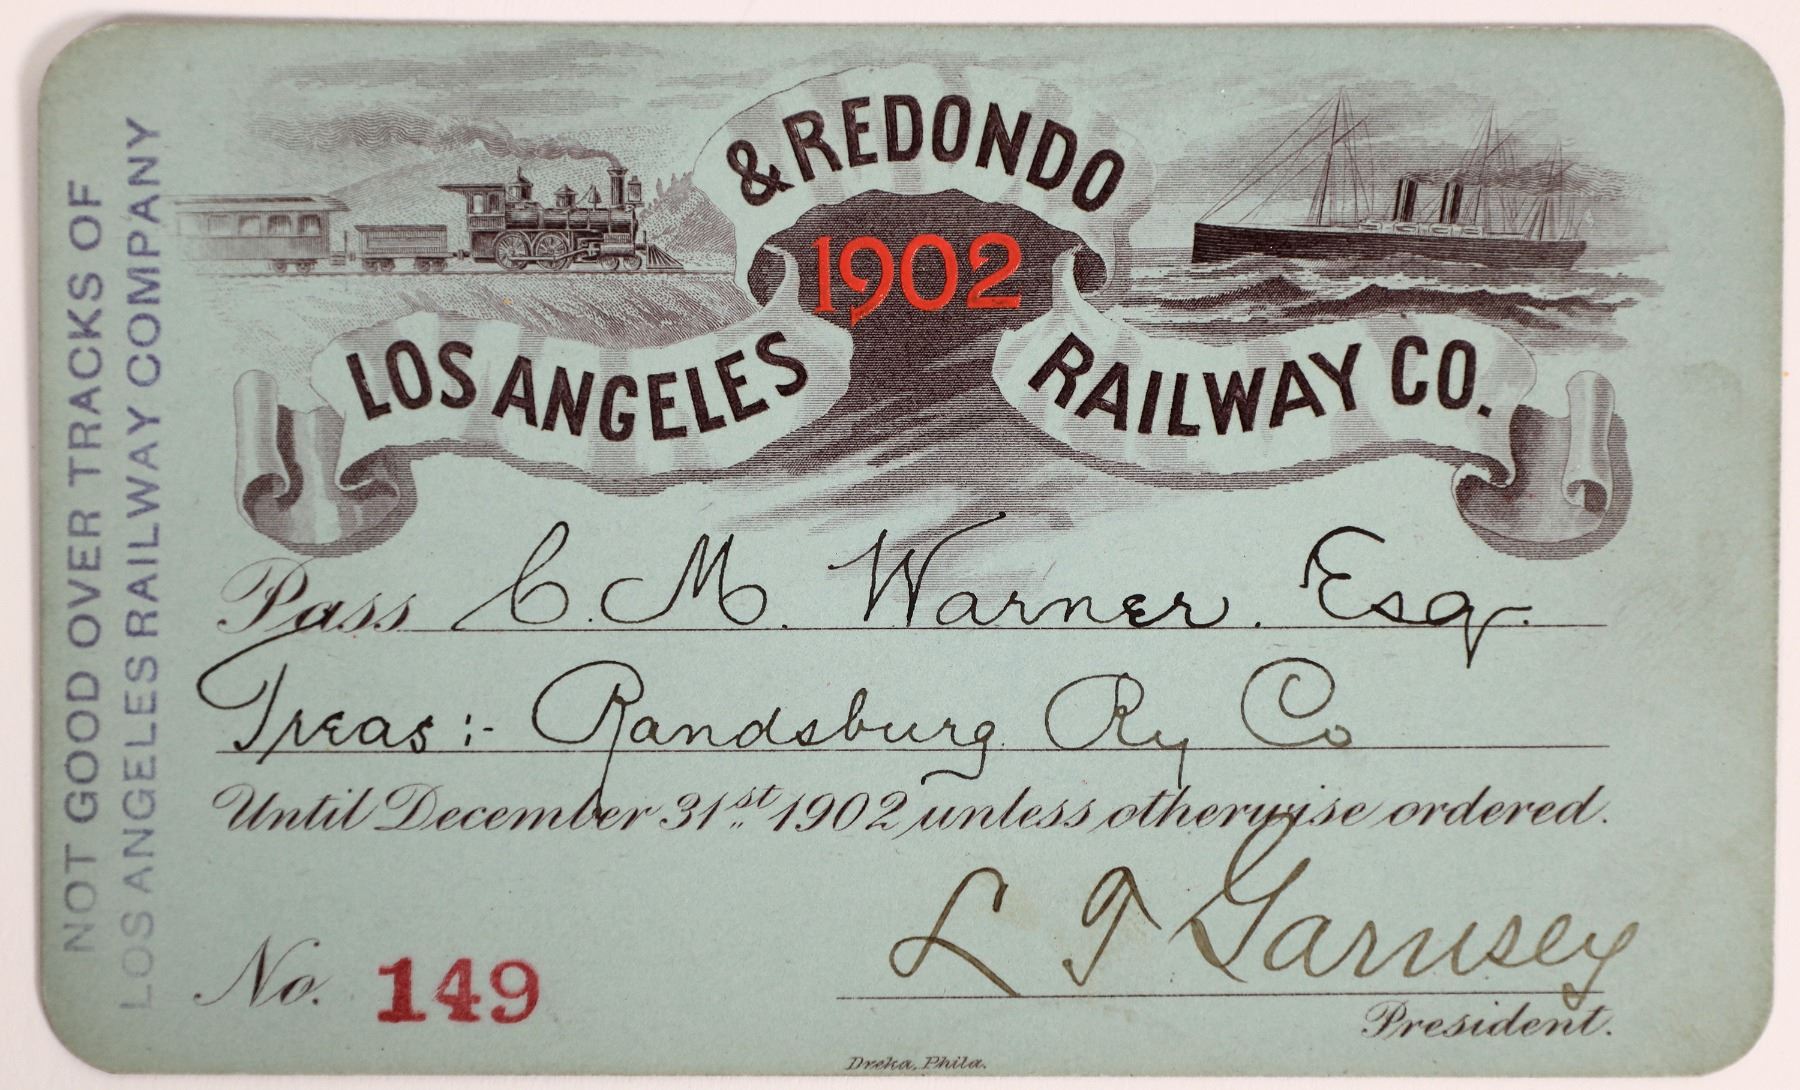 & REDONDO
1902
LOS ANGELES RAILWAY CO.
Pass C. M. Warner. Esq.
Treas:- Randsburg Ry Co
Until December 31st 1902 unless otherwise ordered.
L T Garnsey
No. 149
President.
Dreka, Phila.
NOT GOOD OVER TRACKS OF
LOS ANGELES RAILWAY COMPANY